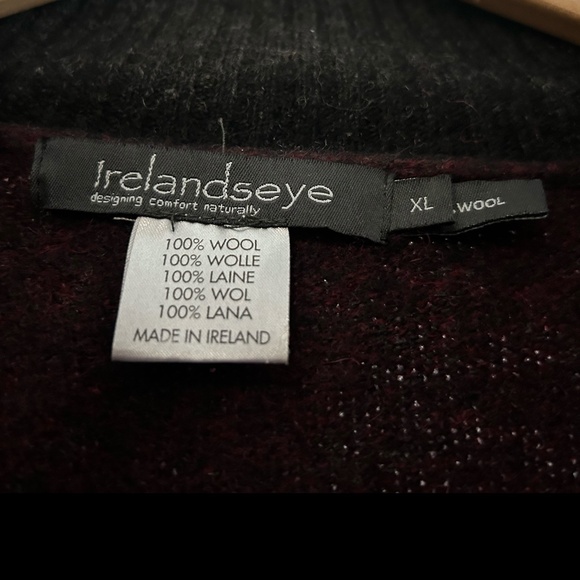 Irelandseye
designing comfort naturally
XL
WOOL
100% WOOL
100% WOLLE
100% LAINE
100% WOL
100% LANA
MADE IN IRELAND